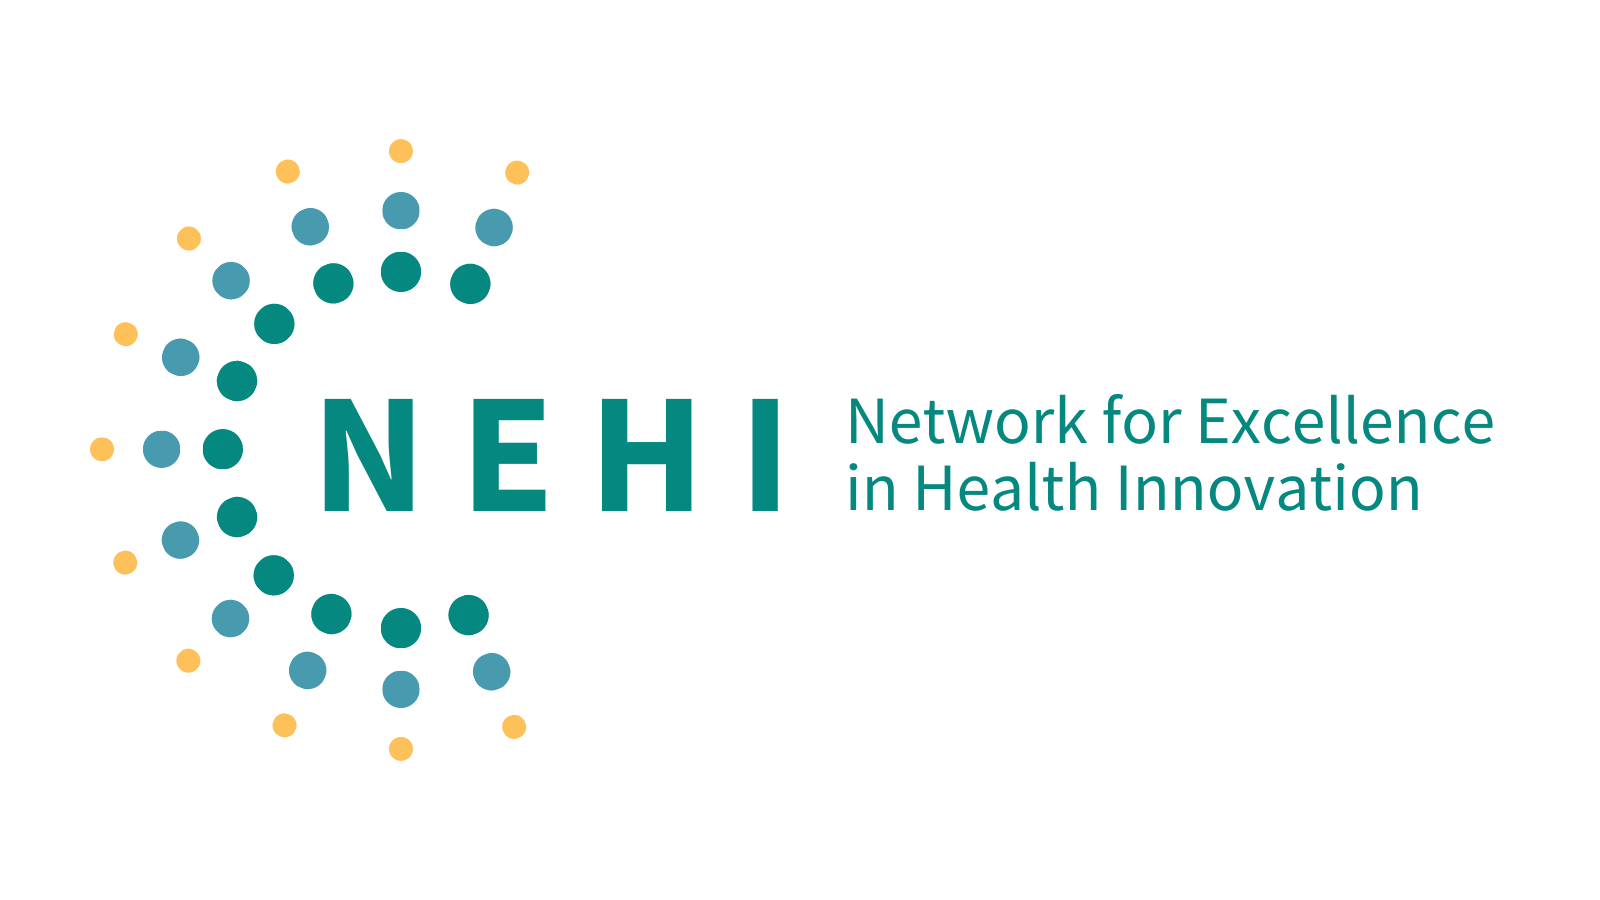 NEHI
Network for Excellence
in Health Innovation